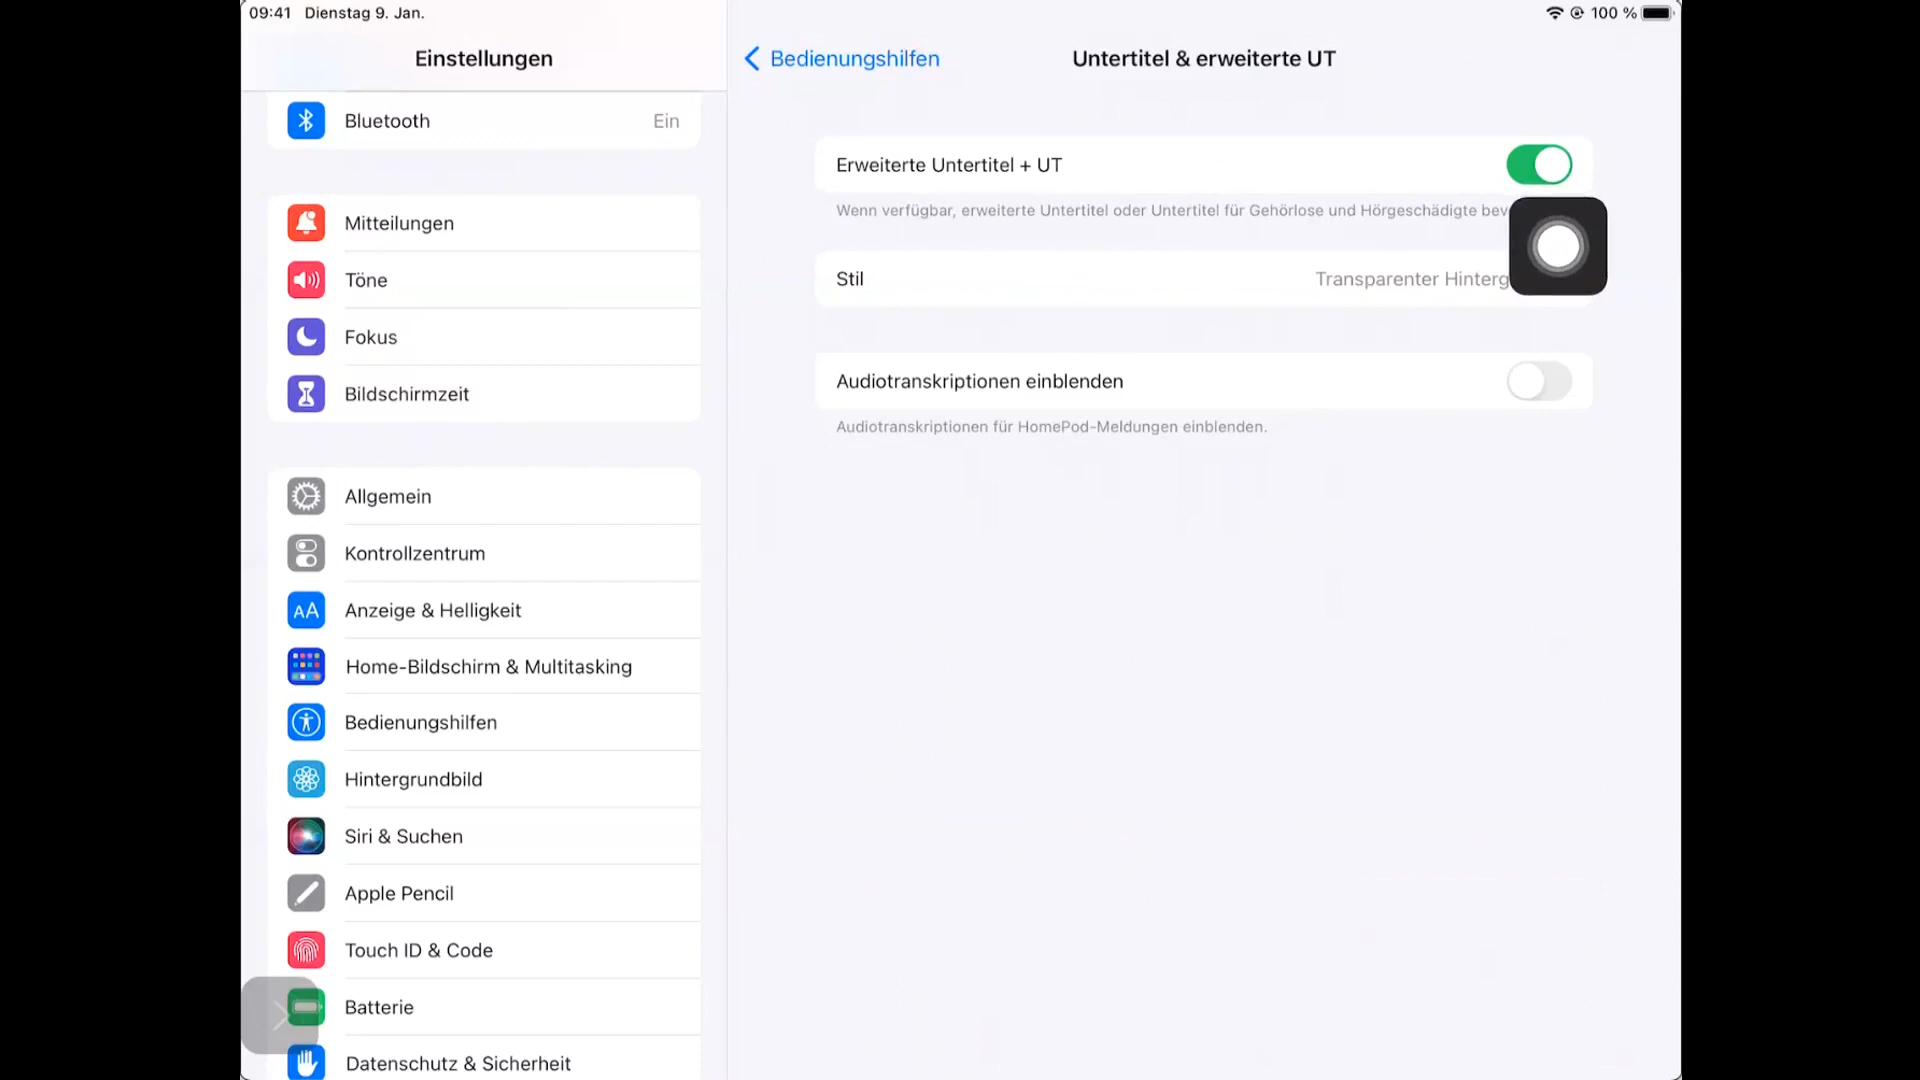 09:41 Dienstag 9. Jan.
100 %
Einstellungen
Bluetooth Ein
Mitteilungen
Töne
Fokus
Bildschirmzeit
Allgemein
Kontrollzentrum
AA Anzeige & Helligkeit
Home-Bildschirm & Multitasking
Bedienungshilfen
Hintergrundbild
Siri & Suchen
Apple Pencil
Touch ID & Code
Batterie
Datenschutz & Sicherheit
Bedienungshilfen
Untertitel & erweiterte UT
Erweiterte Untertitel + UT
Wenn verfügbar, erweiterte Untertitel oder Untertitel für Gehörlose und Hörgeschädigte bev
Stil Transparenter Hinterg
Audiotranskriptionen einblenden
Audiotranskriptionen für HomePod-Meldungen einblenden.